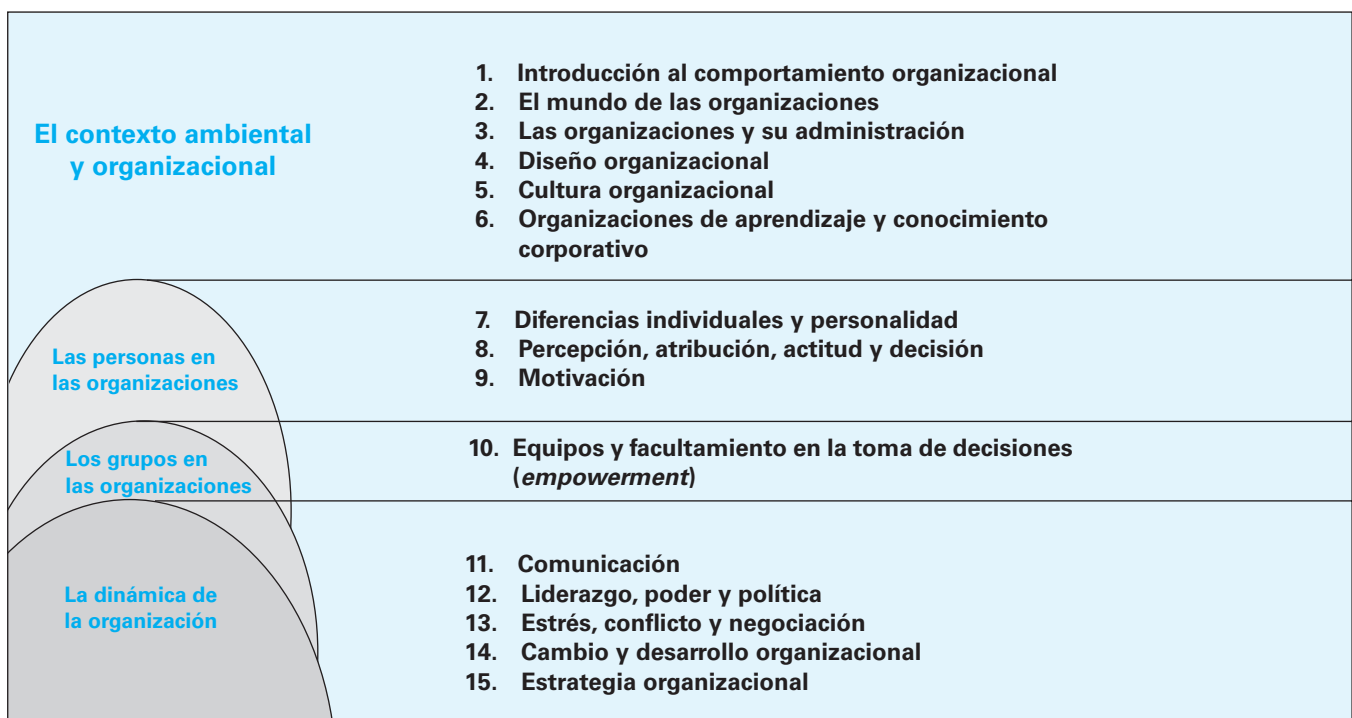 El contexto ambiental
y organizacional
1. Introducción al comportamiento organizacional
2. El mundo de las organizaciones
3. Las organizaciones y su administración
4. Diseño organizacional
5. Cultura organizacional
6. Organizaciones de aprendizaje y conocimiento
corporativo
Las personas en
las organizaciones
7. Diferencias individuales y personalidad
8. Percepción, atribución, actitud y decisión
9. Motivación
Los grupos en
las organizaciones
10. Equipos y facultamiento en la toma de decisiones
(empowerment)
La dinámica de
la organización
11. Comunicación
12. Liderazgo, poder y política
13. Estrés, conflicto y negociación
14. Cambio y desarrollo organizacional
15. Estrategia organizacional